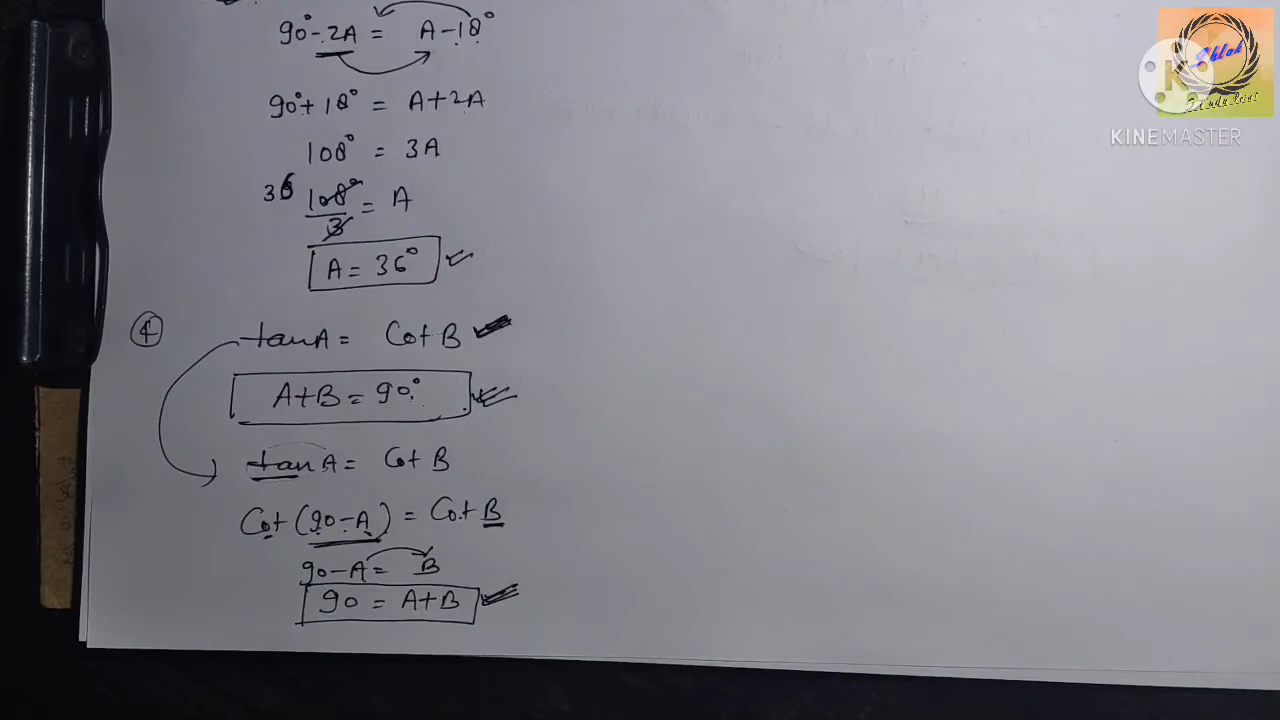 90° - 2A = A - 18°
90° + 18° = A + 2A
108° = 3A
36 108°/3 = A
A = 36°
④ tan A = Cot B
A + B = 90°
tan A = Cot B
Cot (90 - A) = Cot B
90 - A = B
90 = A + B
K
KINEMASTER